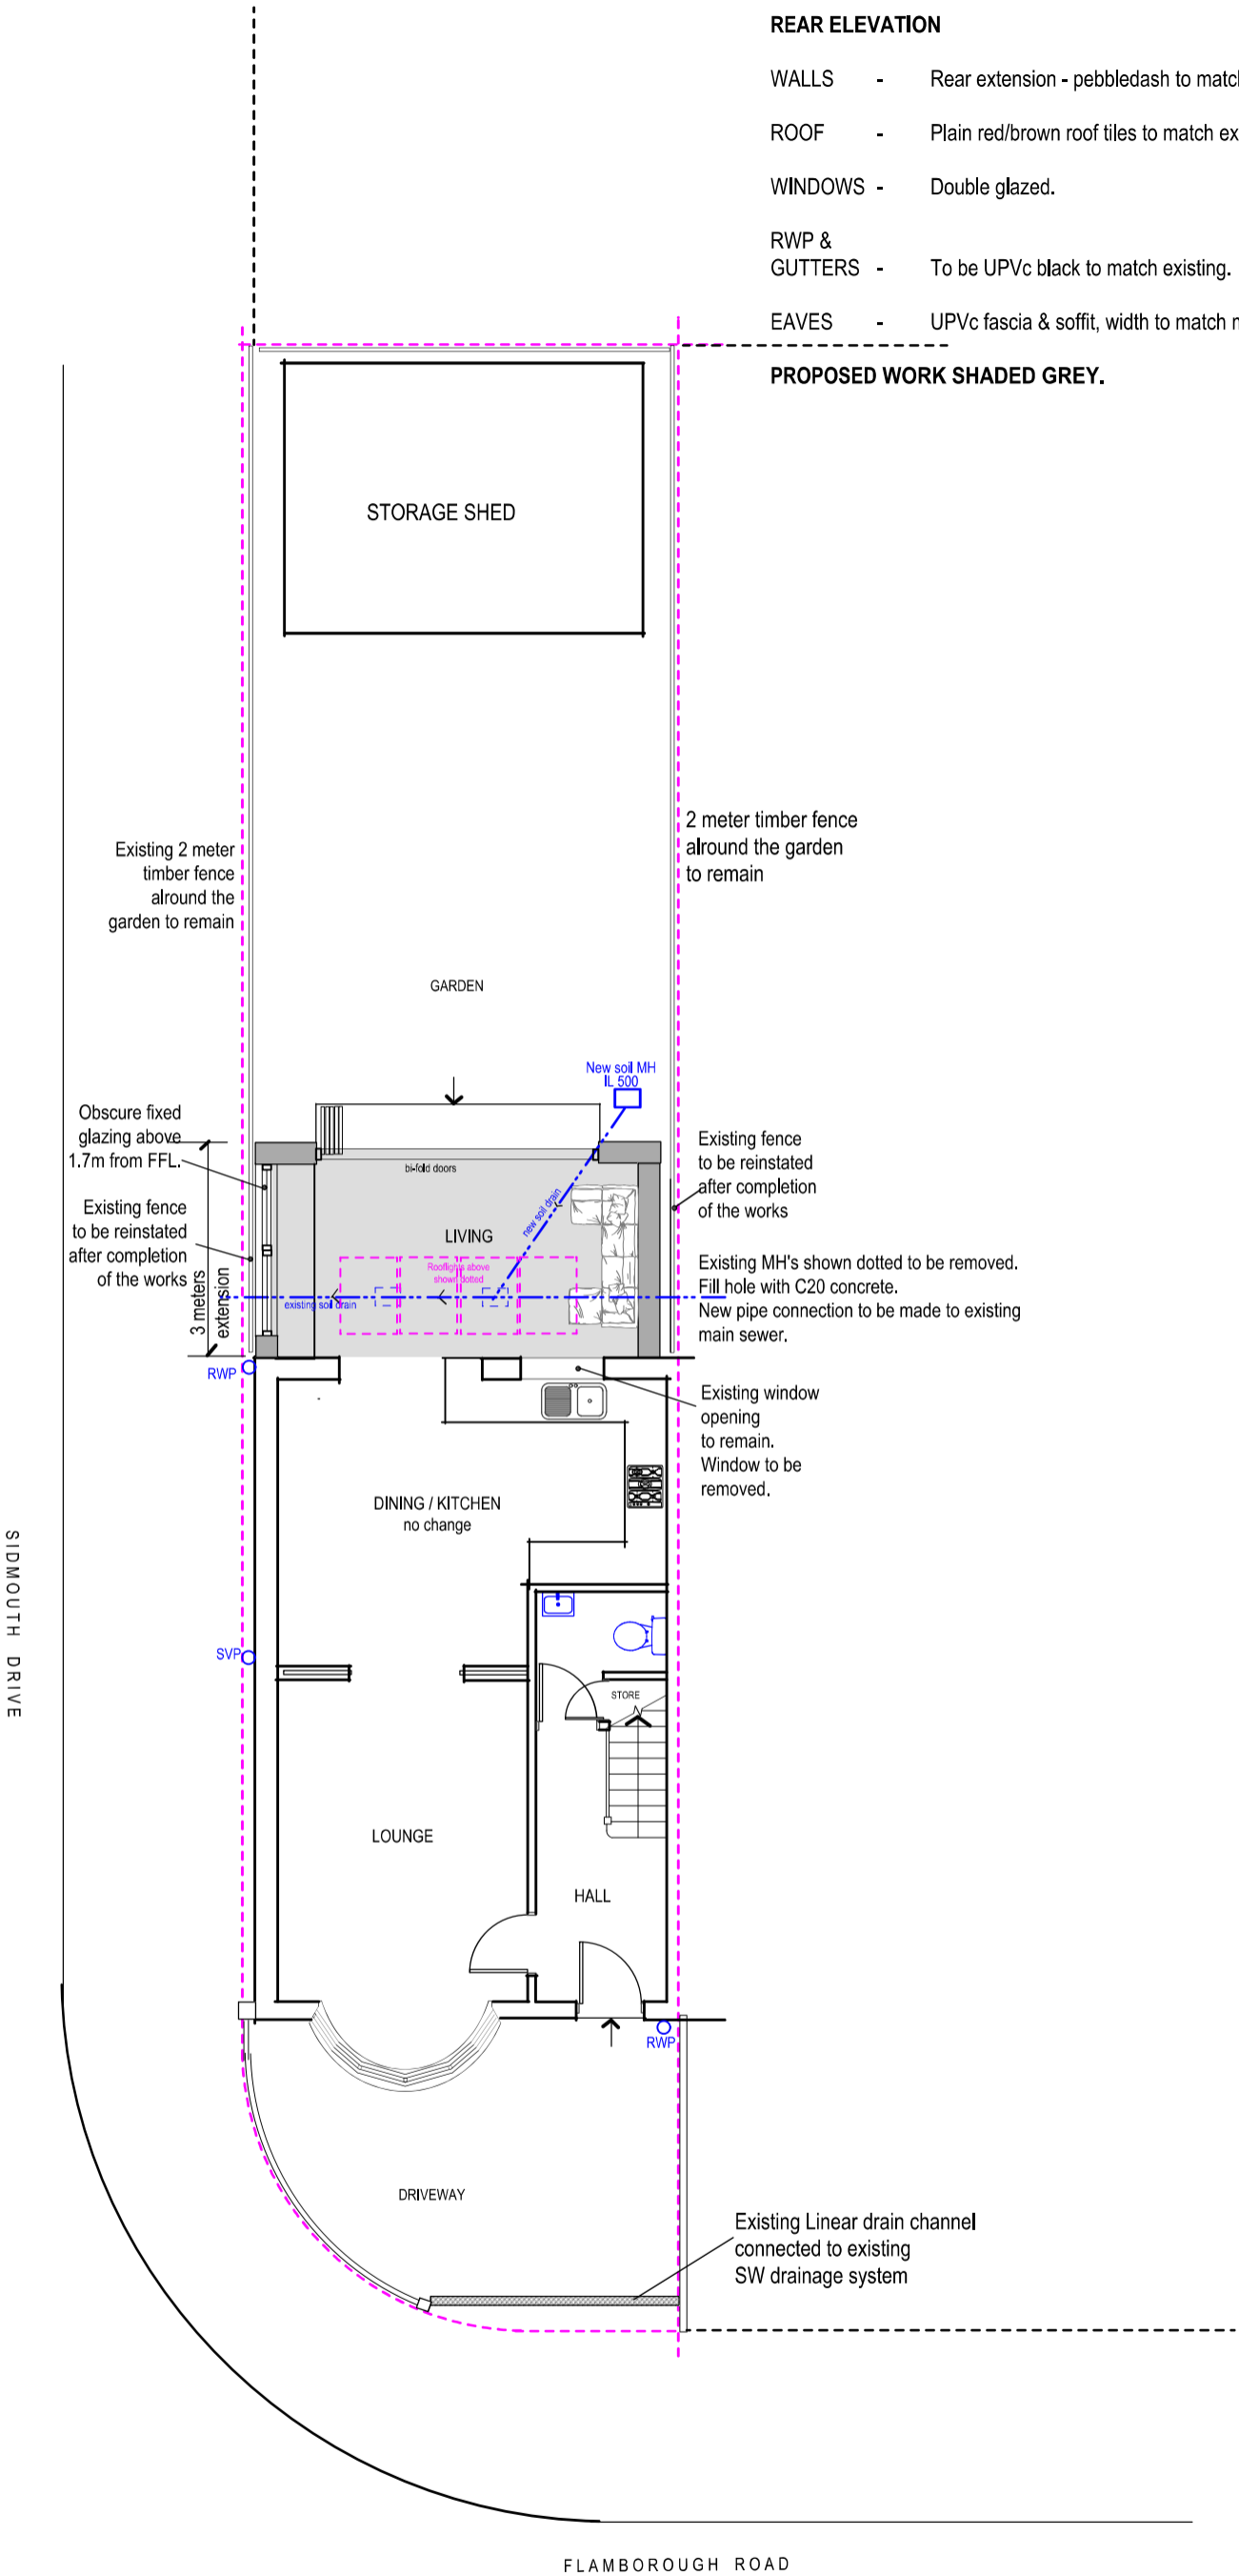 REAR ELEVATION
WALLS - Rear extension - pebbledash to match
ROOF - Plain red/brown roof tiles to match ex
WINDOWS - Double glazed.
RWP &
GUTTERS - To be UPVc black to match existing.
EAVES - UPVc fascia & soffit, width to match
PROPOSED WORK SHADED GREY.
STORAGE SHED
Existing 2 meter
timber fence
alround the
garden to remain
2 meter timber fence
alround the garden
to remain
GARDEN
New soil MH
IL 500
Obscure fixed
glazing above
1.7m from FFL.
Existing fence
to be reinstated
after completion
of the works
3 meters
extension
bi-fold doors
new soil drain
LIVING
Rooflights above
shown dotted
existing soil drain
Existing fence
to be reinstated
after completion
of the works
Existing MH's shown dotted to be removed.
Fill hole with C20 concrete.
New pipe connection to be made to existing
main sewer.
RWP
Existing window
opening
to remain.
Window to be
removed.
DINING / KITCHEN
no change
SIDMOUTH DRIVE
SVP
STORE
LOUNGE
HALL
RWP
DRIVEWAY
Existing Linear drain channel
connected to existing
SW drainage system
FLAMBOROUGH ROAD